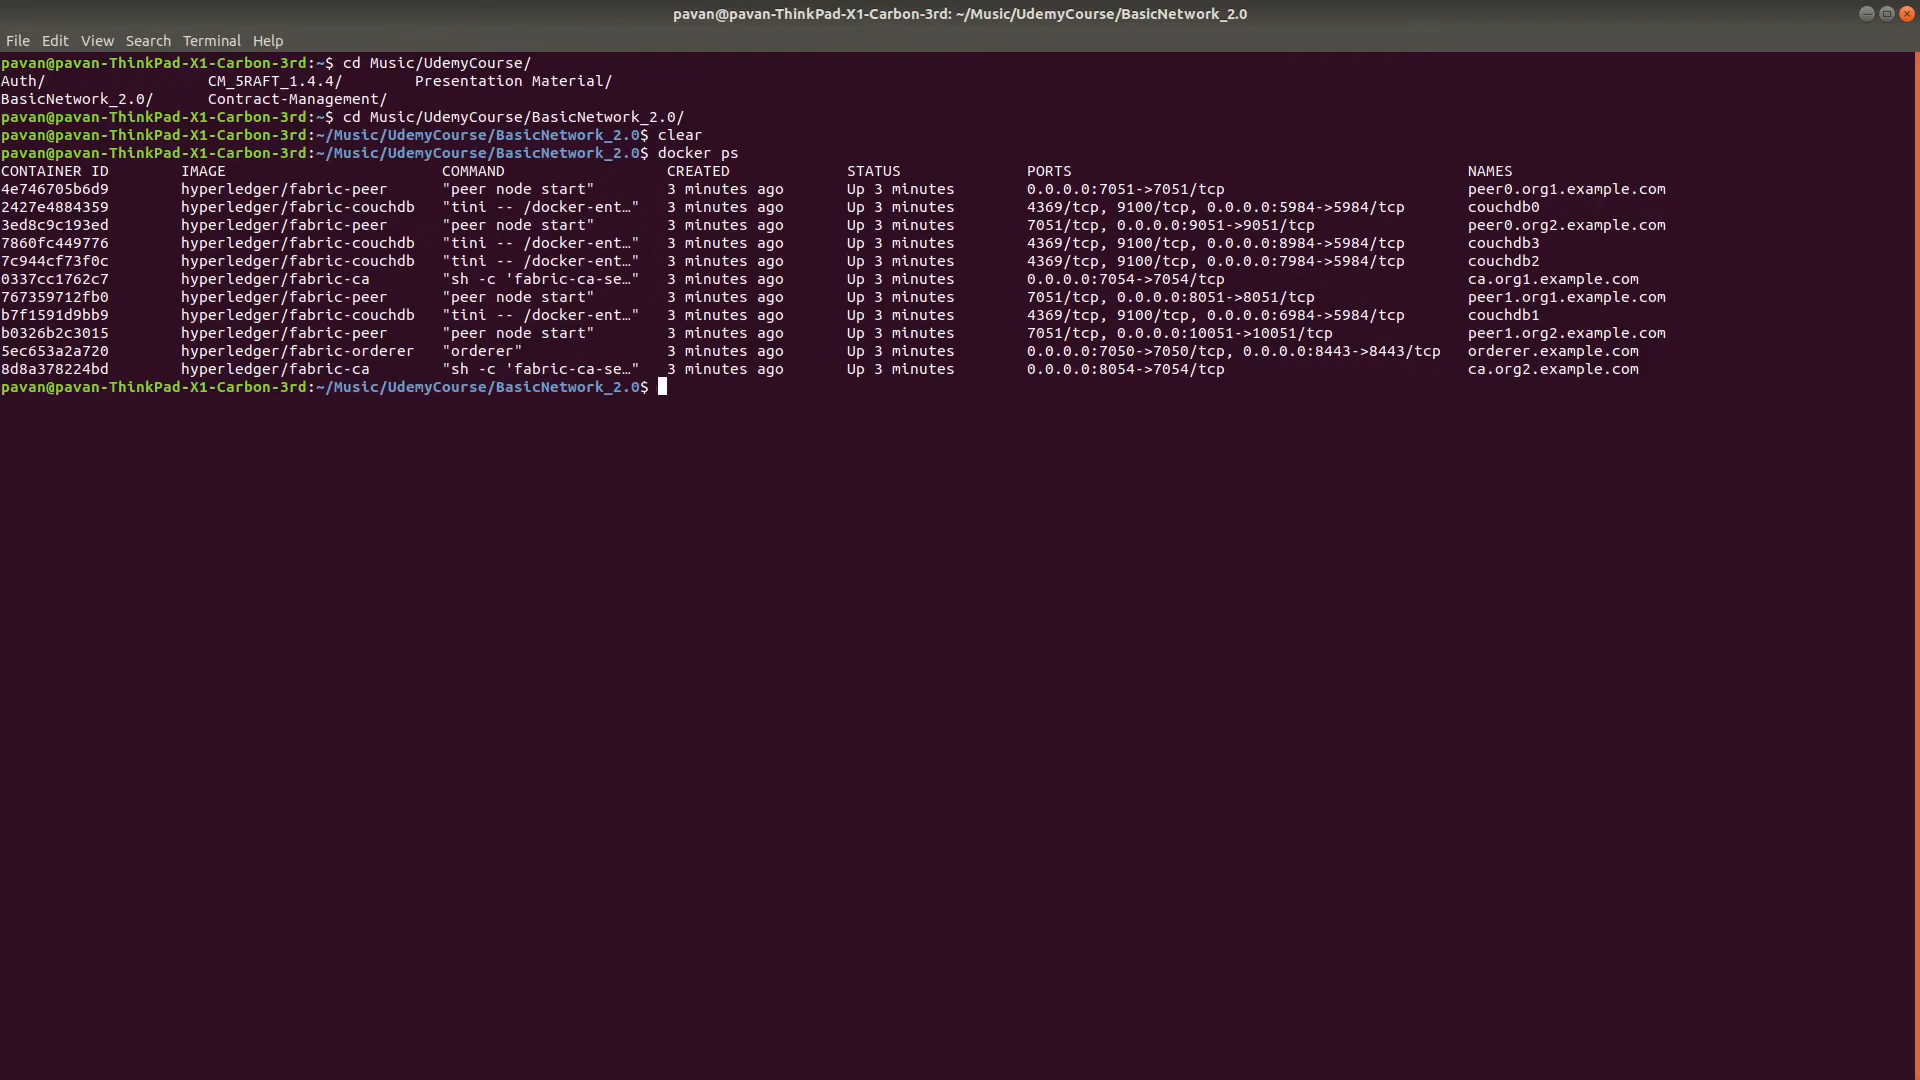 pavan@pavan-ThinkPad-X1-Carbon-3rd: ~/Music/UdemyCourse/BasicNetwork_2.0
File Edit View Search Terminal Help
pavan@pavan-ThinkPad-X1-Carbon-3rd:~$ cd Music/UdemyCourse/
Auth/ CM_5RAFT_1.4.4/ Presentation Material/
BasicNetwork_2.0/ Contract-Management/
pavan@pavan-ThinkPad-X1-Carbon-3rd:~$ cd Music/UdemyCourse/BasicNetwork_2.0/
pavan@pavan-ThinkPad-X1-Carbon-3rd:~/Music/UdemyCourse/BasicNetwork_2.0$ clear
pavan@pavan-ThinkPad-X1-Carbon-3rd:~/Music/UdemyCourse/BasicNetwork_2.0$ docker ps
CONTAINER ID IMAGE COMMAND CREATED STATUS PORTS NAMES
4e746705b6d9 hyperledger/fabric-peer "peer node start" 3 minutes ago Up 3 minutes 0.0.0.0:7051->7051/tcp peer0.org1.example.com
2427e4884359 hyperledger/fabric-couchdb "tini -- /docker-ent…" 3 minutes ago Up 3 minutes 4369/tcp, 9100/tcp, 0.0.0.0:5984->5984/tcp couchdb0
3ed8c9c193ed hyperledger/fabric-peer "peer node start" 3 minutes ago Up 3 minutes 7051/tcp, 0.0.0.0:9051->9051/tcp peer0.org2.example.com
7860fc449776 hyperledger/fabric-couchdb "tini -- /docker-ent…" 3 minutes ago Up 3 minutes 4369/tcp, 9100/tcp, 0.0.0.0:8984->5984/tcp couchdb3
7c944cf73f0c hyperledger/fabric-couchdb "tini -- /docker-ent…" 3 minutes ago Up 3 minutes 4369/tcp, 9100/tcp, 0.0.0.0:7984->5984/tcp couchdb2
0337cc1762c7 hyperledger/fabric-ca "sh -c 'fabric-ca-se…" 3 minutes ago Up 3 minutes 0.0.0.0:7054->7054/tcp ca.org1.example.com
767359712fb0 hyperledger/fabric-peer "peer node start" 3 minutes ago Up 3 minutes 7051/tcp, 0.0.0.0:8051->8051/tcp peer1.org1.example.com
b7f1591d9bb9 hyperledger/fabric-couchdb "tini -- /docker-ent…" 3 minutes ago Up 3 minutes 4369/tcp, 9100/tcp, 0.0.0.0:6984->5984/tcp couchdb1
b0326b2c3015 hyperledger/fabric-peer "peer node start" 3 minutes ago Up 3 minutes 7051/tcp, 0.0.0.0:10051->10051/tcp peer1.org2.example.com
5ec653a2a720 hyperledger/fabric-orderer "orderer" 3 minutes ago Up 3 minutes 0.0.0.0:7050->7050/tcp, 0.0.0.0:8443->8443/tcp orderer.example.com
8d8a378224bd hyperledger/fabric-ca "sh -c 'fabric-ca-se…" 3 minutes ago Up 3 minutes 0.0.0.0:8054->7054/tcp ca.org2.example.com
pavan@pavan-ThinkPad-X1-Carbon-3rd:~/Music/UdemyCourse/BasicNetwork_2.0$